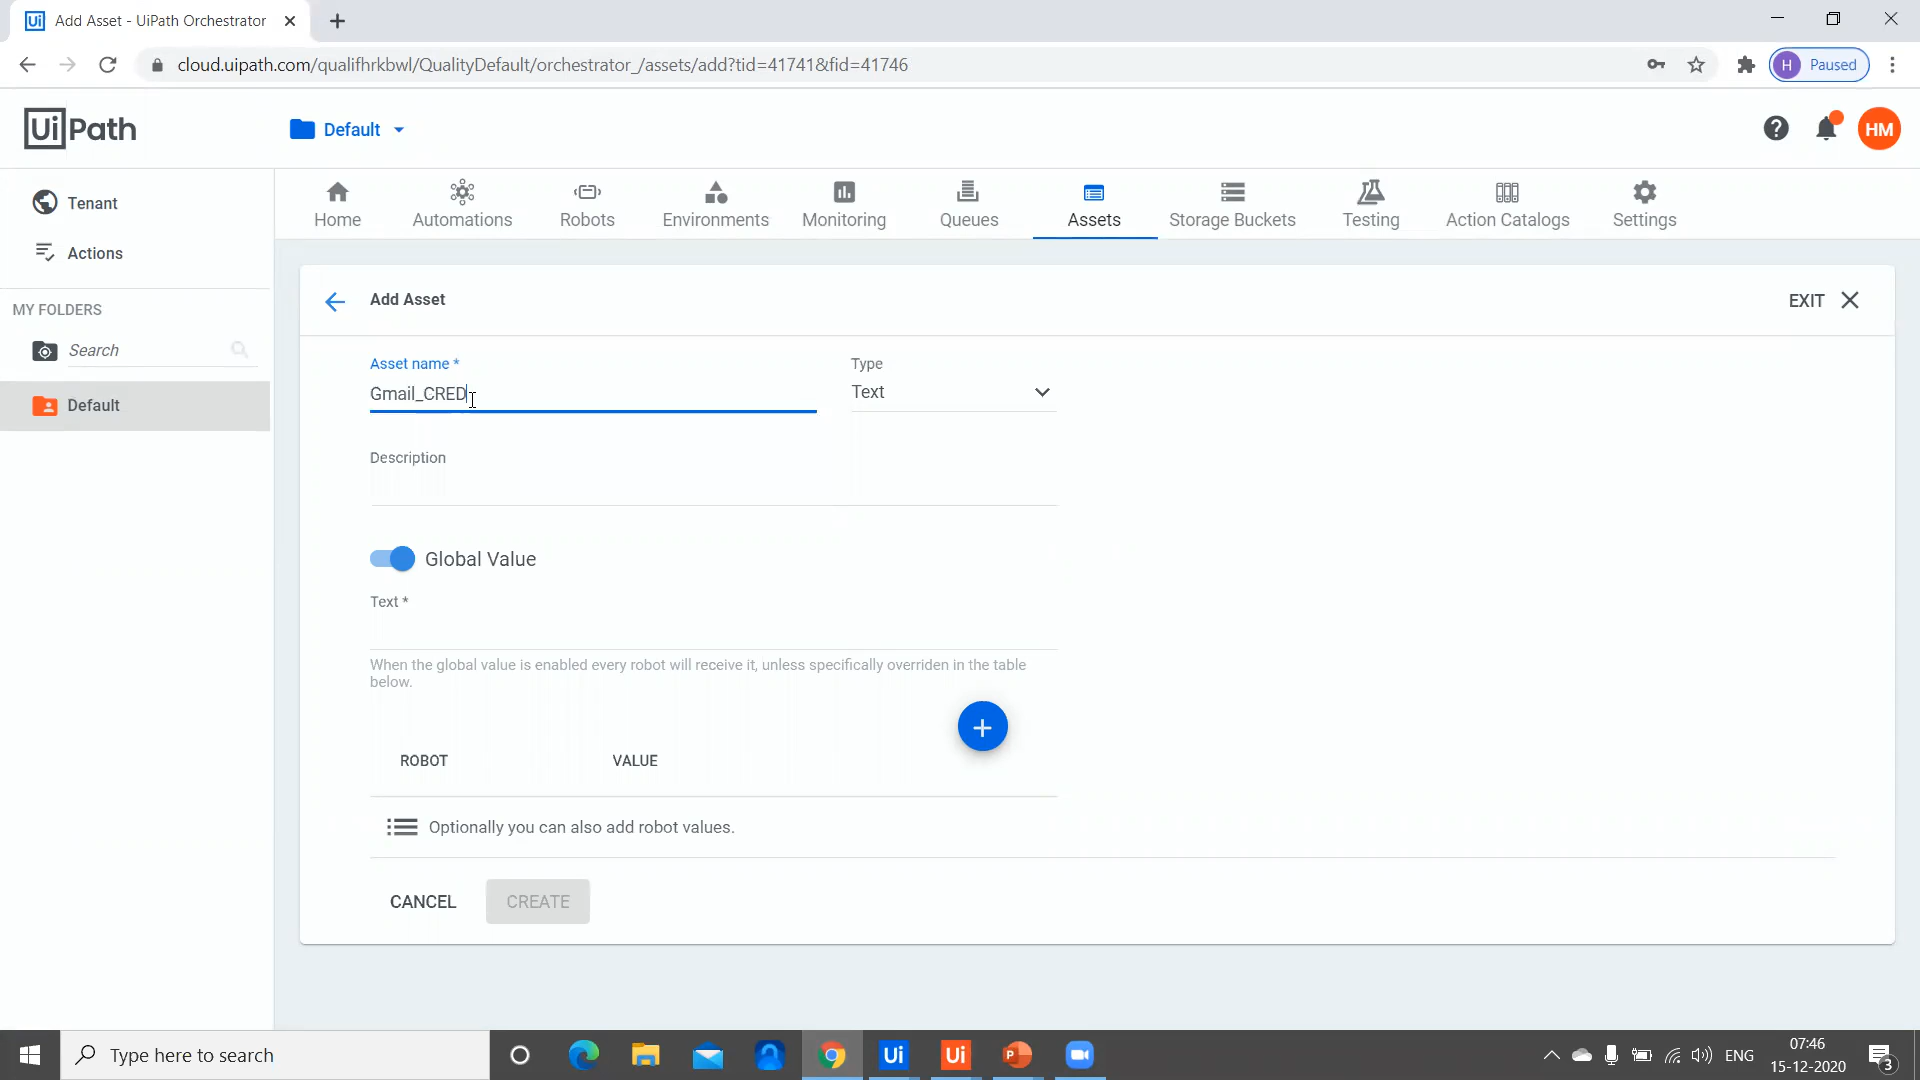 Ui Add Asset - UiPath Orchestrator
cloud.uipath.com/qualifhrkbwl/QualityDefault/orchestrator_/assets/add?tid=41741&fid=41746
H Paused
UiPath
Default
HM
Tenant
Actions
MY FOLDERS
Search
Default
Home
Automations
Robots
Environments
Monitoring
Queues
Assets
Storage Buckets
Testing
Action Catalogs
Settings
Add Asset
EXIT
Asset name *
Gmail_CRED
Type
Text
Description
Global Value
Text *
When the global value is enabled every robot will receive it, unless specifically overriden in the table
below.
ROBOT
VALUE
Optionally you can also add robot values.
CANCEL
CREATE
Type here to search
Ui
Ui
P
ENG
07:46
15-12-2020
3